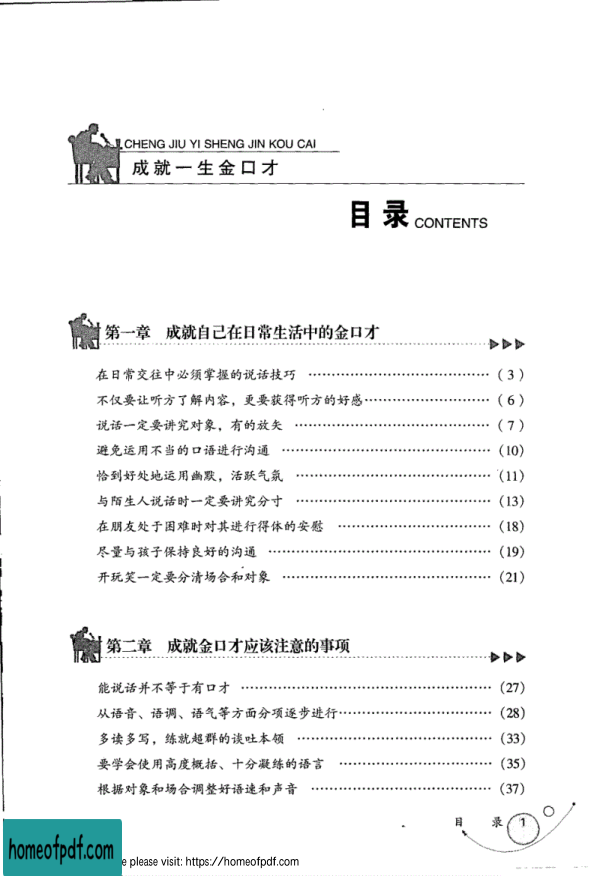 CHENG JIU YI SHENG JIN KOU CAI
成就一生金口才
目录 CONTENTS
第一章 成就自己在日常生活中的金口才
在日常交往中必须掌握的说话技巧 …………………………… (3)
不仅要让听方了解内容，更要获得听方的好感 …………………… (6)
说话一定要讲究对象，有的放矢 …………………………… (7)
避免运用不当的口语进行沟通 …………………………… (10)
恰到好处地运用幽默，活跃气氛 …………………………… (11)
与陌生人说话时一定要讲究分寸 …………………………… (13)
在朋友处于困难时对其进行得体的安慰 …………………… (18)
尽量与孩子保持良好的沟通 …………………………… (19)
开玩笑一定要分清场合和对象 …………………………… (21)
第二章 成就金口才应该注意的事项
能说话并不等于有口才 …………………………… (27)
从语音、语调、语气等方面分项逐步进行 …………………… (28)
多读多写，练就超群的谈吐本领 …………………………… (33)
要学会使用高度概括、十分凝练的语言 …………………… (35)
根据对象和场合调整好语速和声音 …………………………… (37)
目 录 1
homeofpdf.com
please visit: https://homeofpdf.com